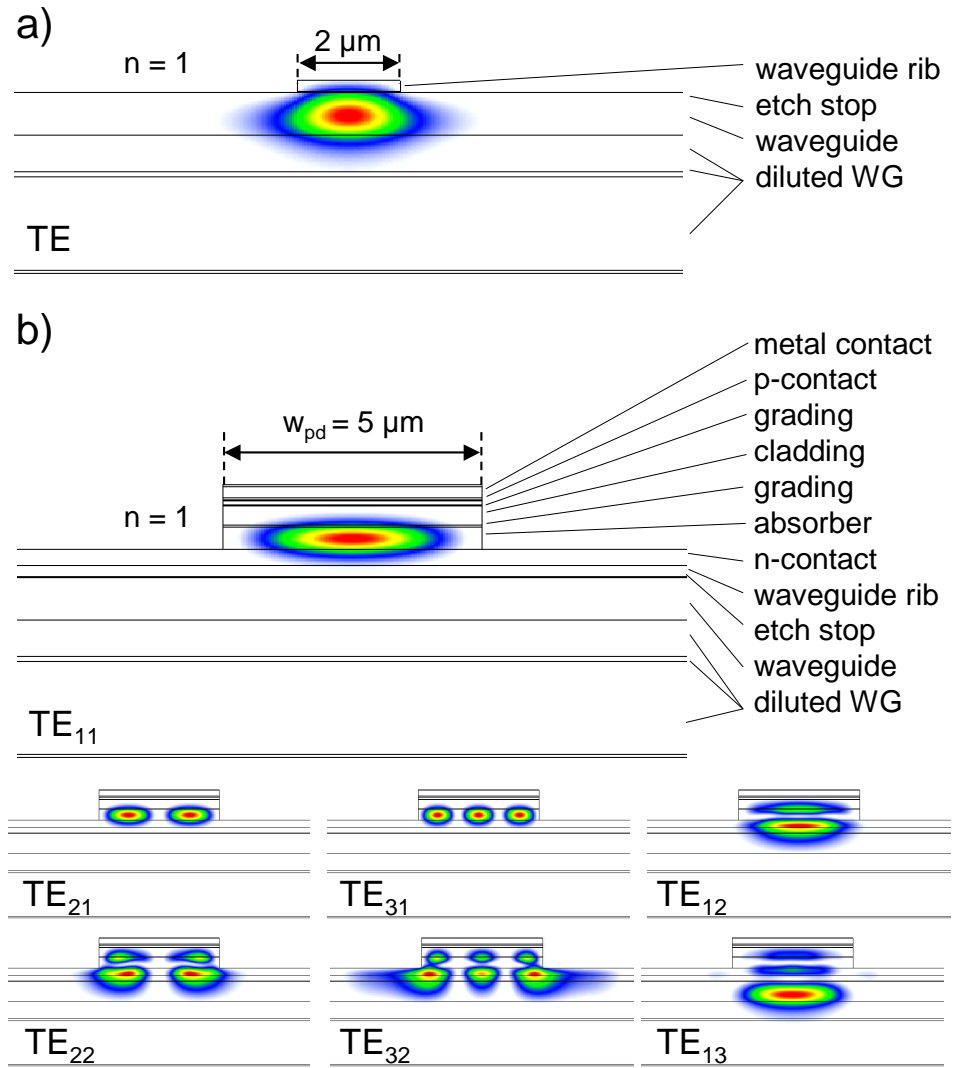 a)
n = 1
2 µm
waveguide rib
etch stop
waveguide
diluted WG
TE
b)
metal contact
p-contact
grading
cladding
grading
absorber
n-contact
waveguide rib
etch stop
waveguide
diluted WG
w_pd = 5 µm
n = 1
TE₁₁
TE₂₁
TE₃₁
TE₁₂
TE₂₂
TE₃₂
TE₁₃